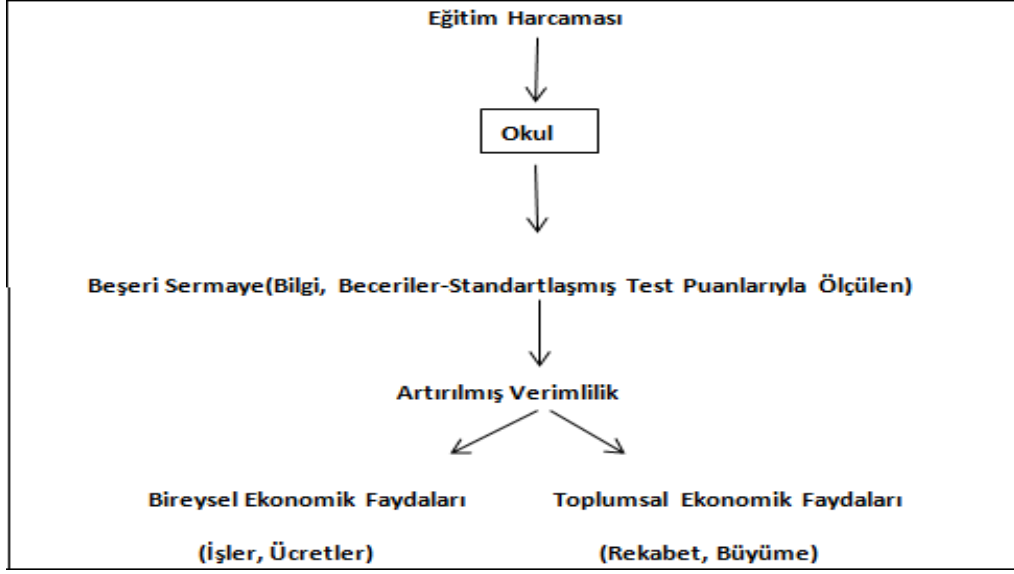 Eğitim Harcaması
Okul
Beşeri Sermaye(Bilgi, Beceriler-Standartlaşmış Test Puanlarıyla Ölçülen)
Artırılmış Verimlilik
Bireysel Ekonomik Faydaları
Toplumsal Ekonomik Faydaları
(İşler, Ücretler)
(Rekabet, Büyüme)